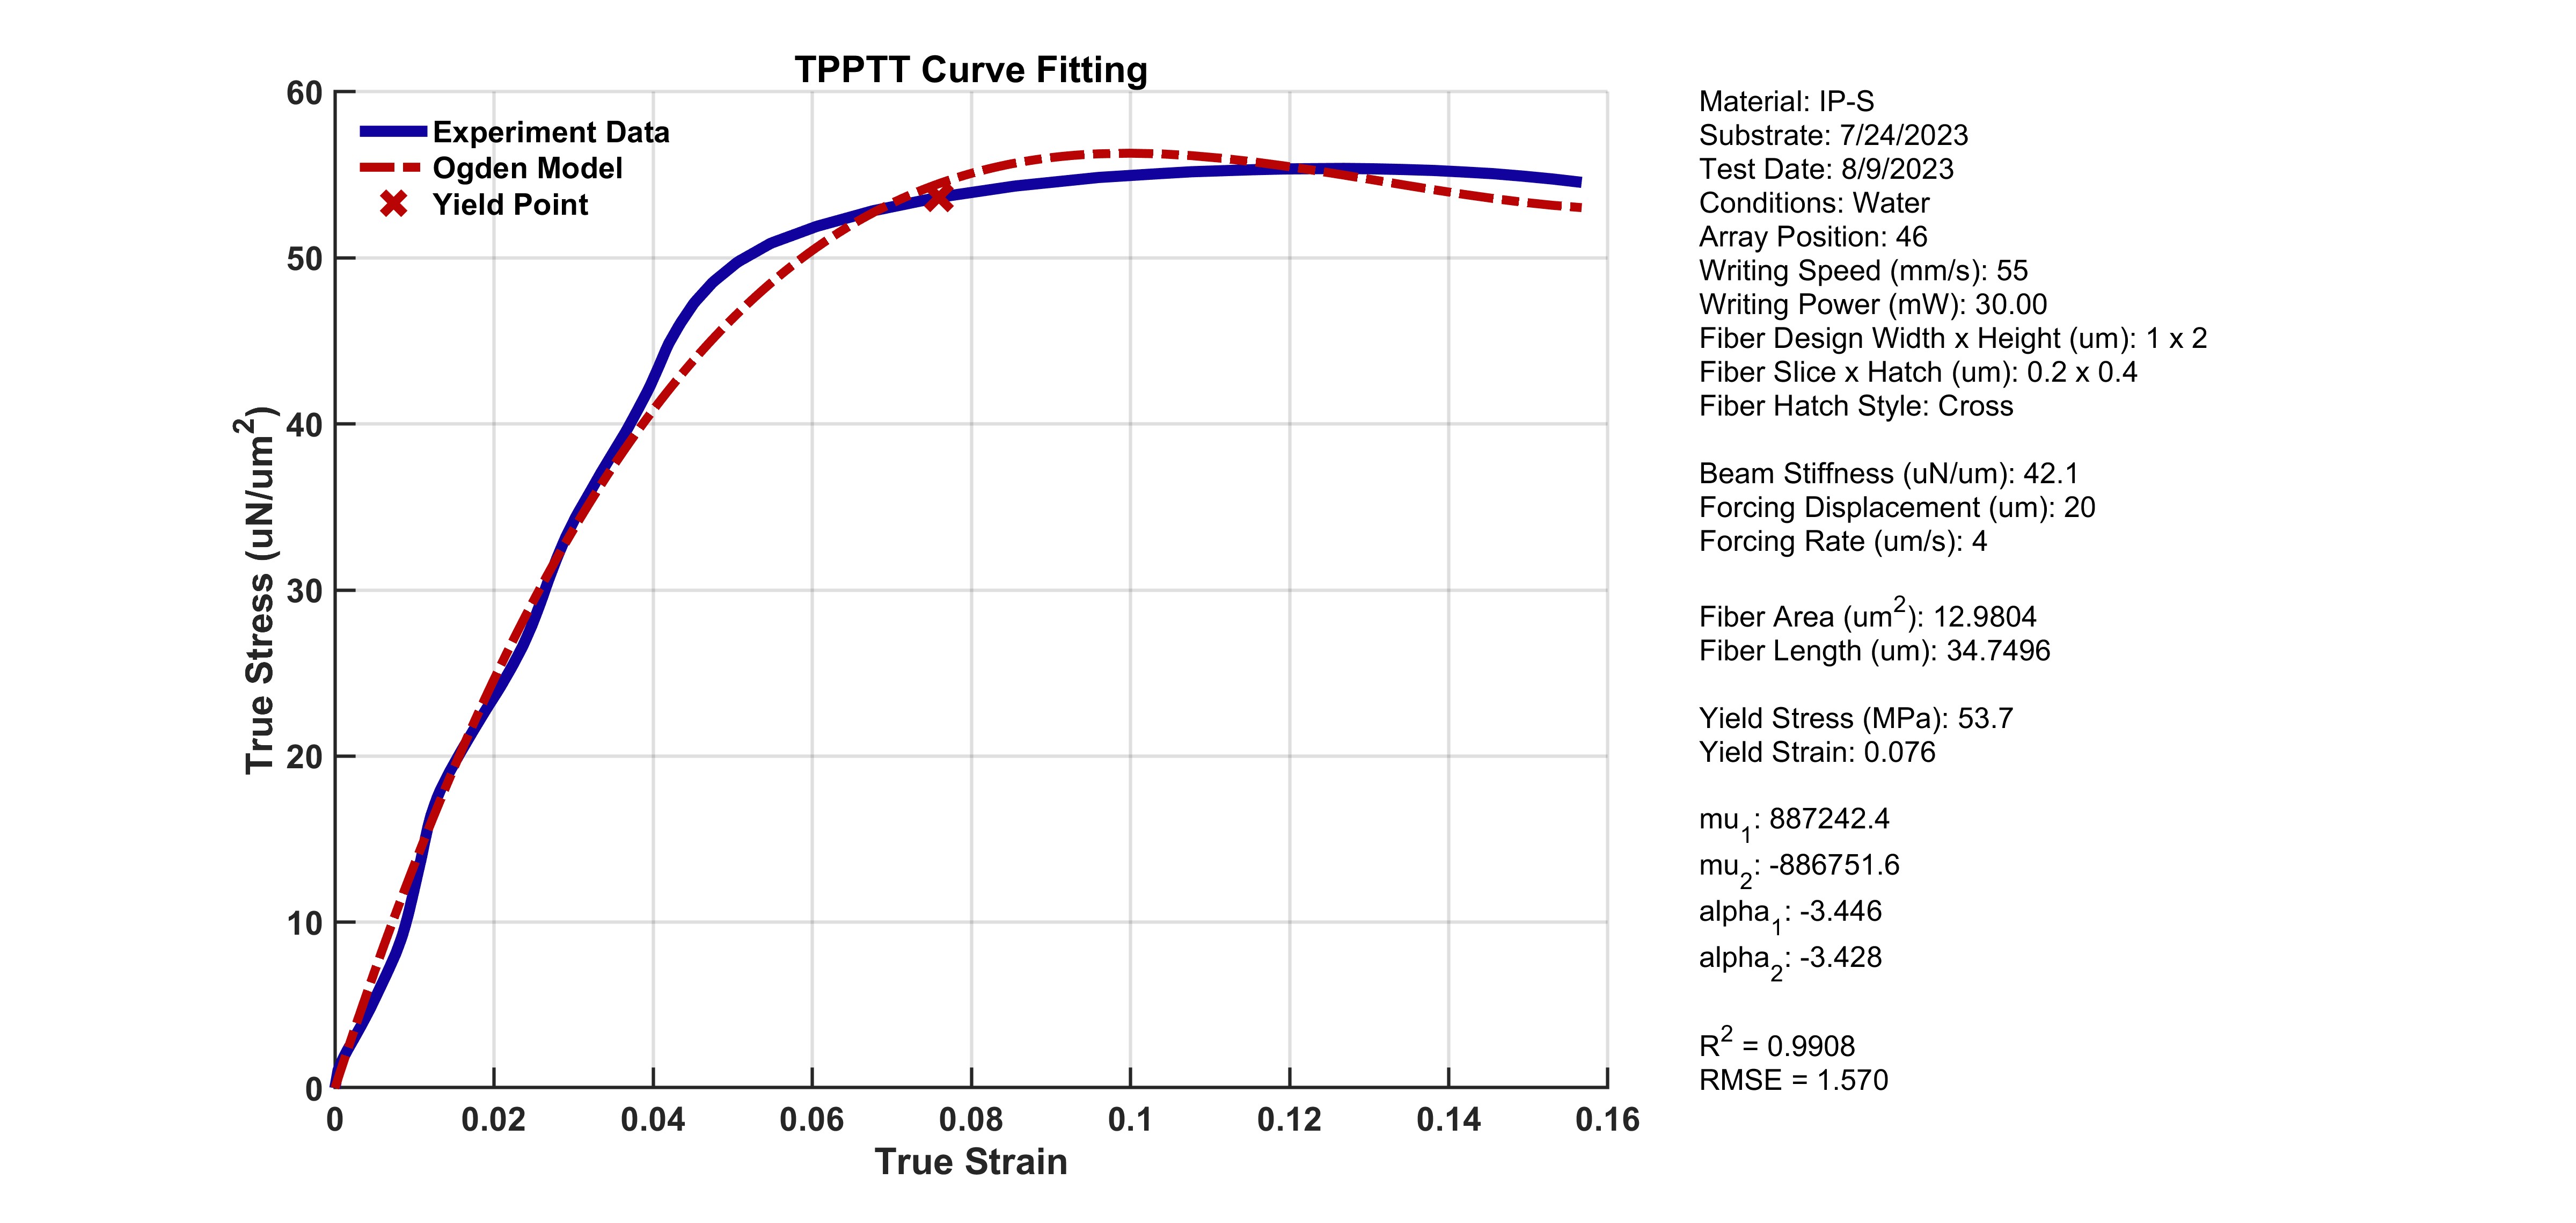 TPPTT Curve Fitting
60
50
40
30
20
10
0
True Stress (uN/um²)
Experiment Data
Ogden Model
Yield Point
0
0.02
0.04
0.06
0.08
0.1
0.12
0.14
0.16
True Strain
Material: IP-S
Substrate: 7/24/2023
Test Date: 8/9/2023
Conditions: Water
Array Position: 46
Writing Speed (mm/s): 55
Writing Power (mW): 30.00
Fiber Design Width x Height (um): 1 x 2
Fiber Slice x Hatch (um): 0.2 x 0.4
Fiber Hatch Style: Cross
Beam Stiffness (uN/um): 42.1
Forcing Displacement (um): 20
Forcing Rate (um/s): 4
Fiber Area (um²): 12.9804
Fiber Length (um): 34.7496
Yield Stress (MPa): 53.7
Yield Strain: 0.076
mu₁: 887242.4
mu₂: -886751.6
alpha₁: -3.446
alpha₂: -3.428
R² = 0.9908
RMSE = 1.570